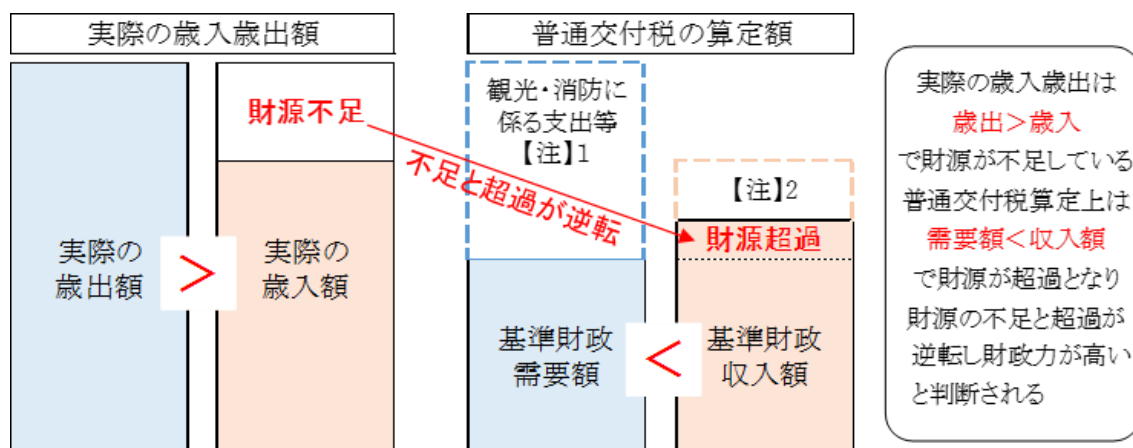 実際の歳入歳出額
財源不足
実際の
歳出額
＞
実際の
歳入額
不足と超過が逆転
普通交付税の算定額
観光・消防に
係る支出等
【注】1
【注】2
財源超過
基準財政
需要額
＜
基準財政
収入額
実際の歳入歳出は
歳出＞歳入
で財源が不足している
普通交付税算定上は
需要額＜収入額
で財源が超過となり
財源の不足と超過が
逆転し財政力が高い
と判断される